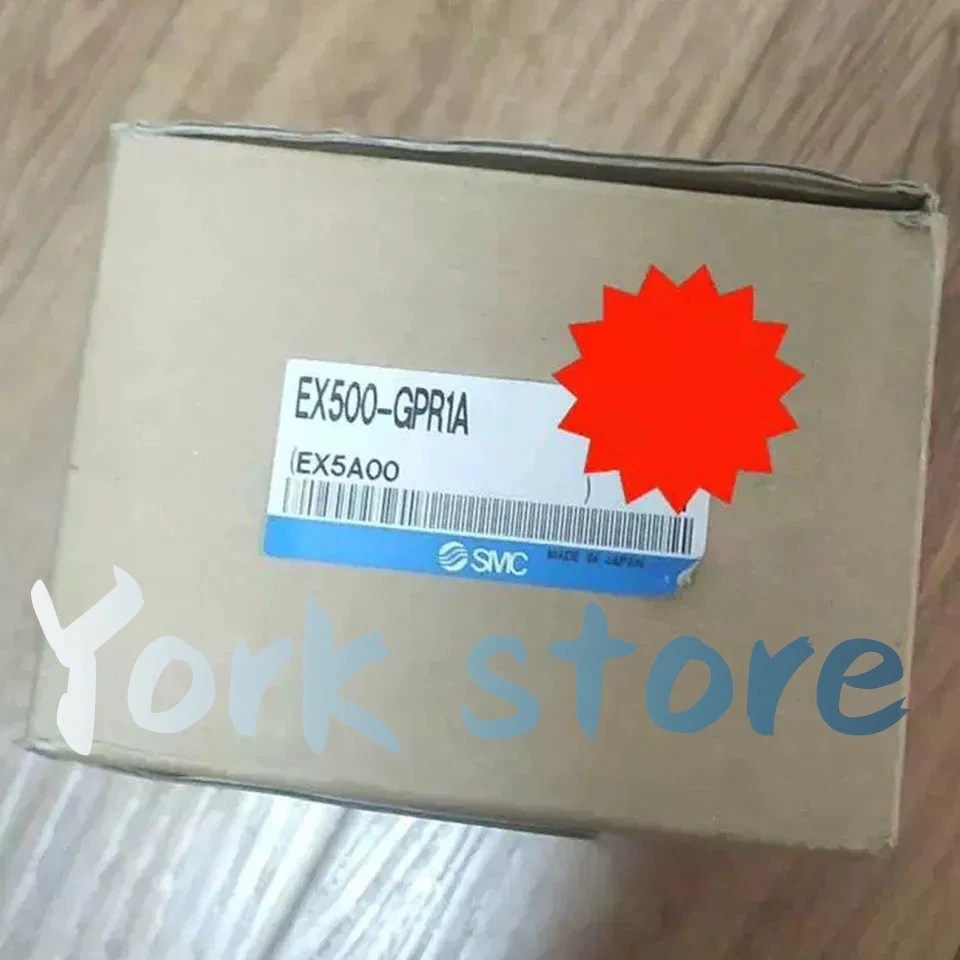 EX500-GPR1A
(EX5A00 )
SMC MADE IN JAPAN
York store